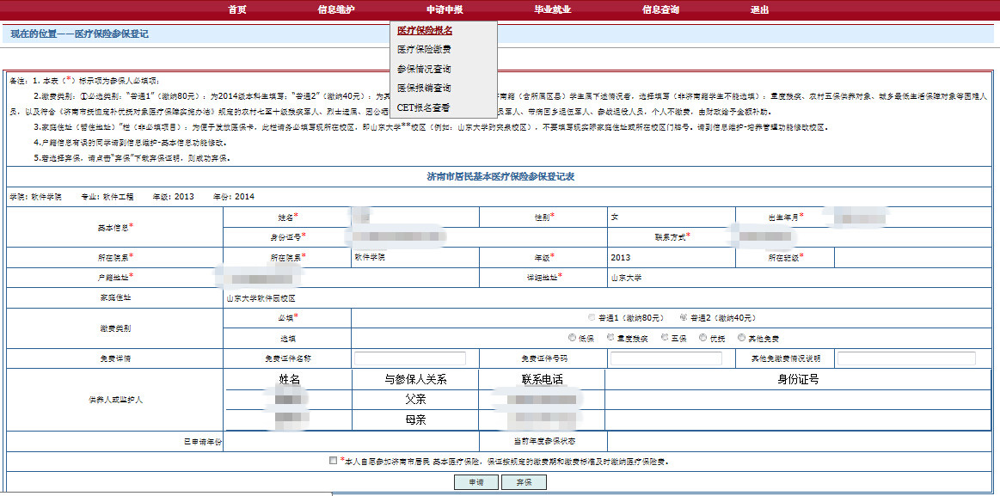 首页 信息维护 申请申报 毕业就业 信息查询 退出
现在的位置——医疗保险参保登记
医疗保险报名
医疗保险缴费
参保情况查询
医保报销查询
CET报名查看
备注：1. 本表（*）标示项为参保人必填项；
2.缴费类别：①必选类别：“普通1”（缴纳80元）：为2014级本科生填写；“普通2”（缴纳40元）：为其
南籍（含所属区县）学生属下述情况者，选择填写（非济南籍学生不能选填）：重度残疾、农村五保供养对象、城乡最低生活保障对象等困难人
员，以及符合《济南市抚恤定补优抚对象医疗保障实施办法》规定的农村七至十级残疾军人、烈士遗属、因公牺
员军人、带病回乡退伍军人、参战退役人员，个人不缴费，由财政给予全额补助。
3.家庭住址（暂住址））”栏（非必填项目）：为便于发放医保卡，此栏请务必填写现所在校区，即山东大学**校区（例如：山东大学趵突泉校区），不要填写现实际家庭住址或所在校区门牌号。请到信息维护-培养管理功能修改校区。
4.户籍信息有误的同学请到信息维护-基本信息功能修改。
5.若选择弃保，请点击“弃保”下载弃保证明，则成功弃保。
济南市居民基本医疗保险参保登记表
学院：软件学院 专业：软件工程 年级：2013 年份：2014
基本信息* 姓名* 性别* 女 出生年月*
身份证号* 联系方式*
所在院系* 所在院系* 软件学院 年级* 2013 所在班级*
户籍地址* 详细地址* 山东大学
家庭住址 山东大学软件园校区
缴费类别 必填* 普通1（缴纳80元） 普通2（缴纳40元）
选填 低保 重度残疾 五保 优抚 其他免费
免费详情 免费证件名称 免费证件号码 其他免缴费情况说明
供养人或监护人 姓名 与参保人关系 联系电话 身份证号
父亲
母亲
已申请年份 当前年度参保状态
*本人自愿参加济南市居民 基本医疗保险，保证按规定的缴费期和缴费标准及时缴纳医疗保险费。
申请 弃保